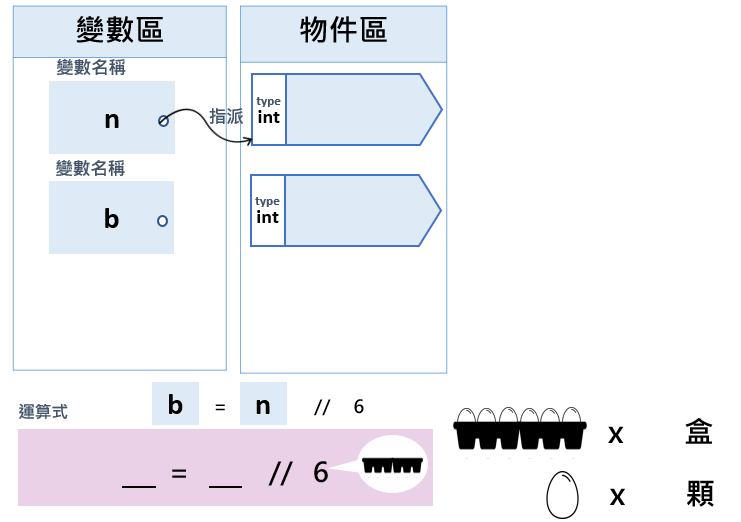 變數區
物件區
變數名稱
n
指派
type
int
變數名稱
b
type
int
運算式
b = n // 6
__ = __ // 6
x 盒
x 顆